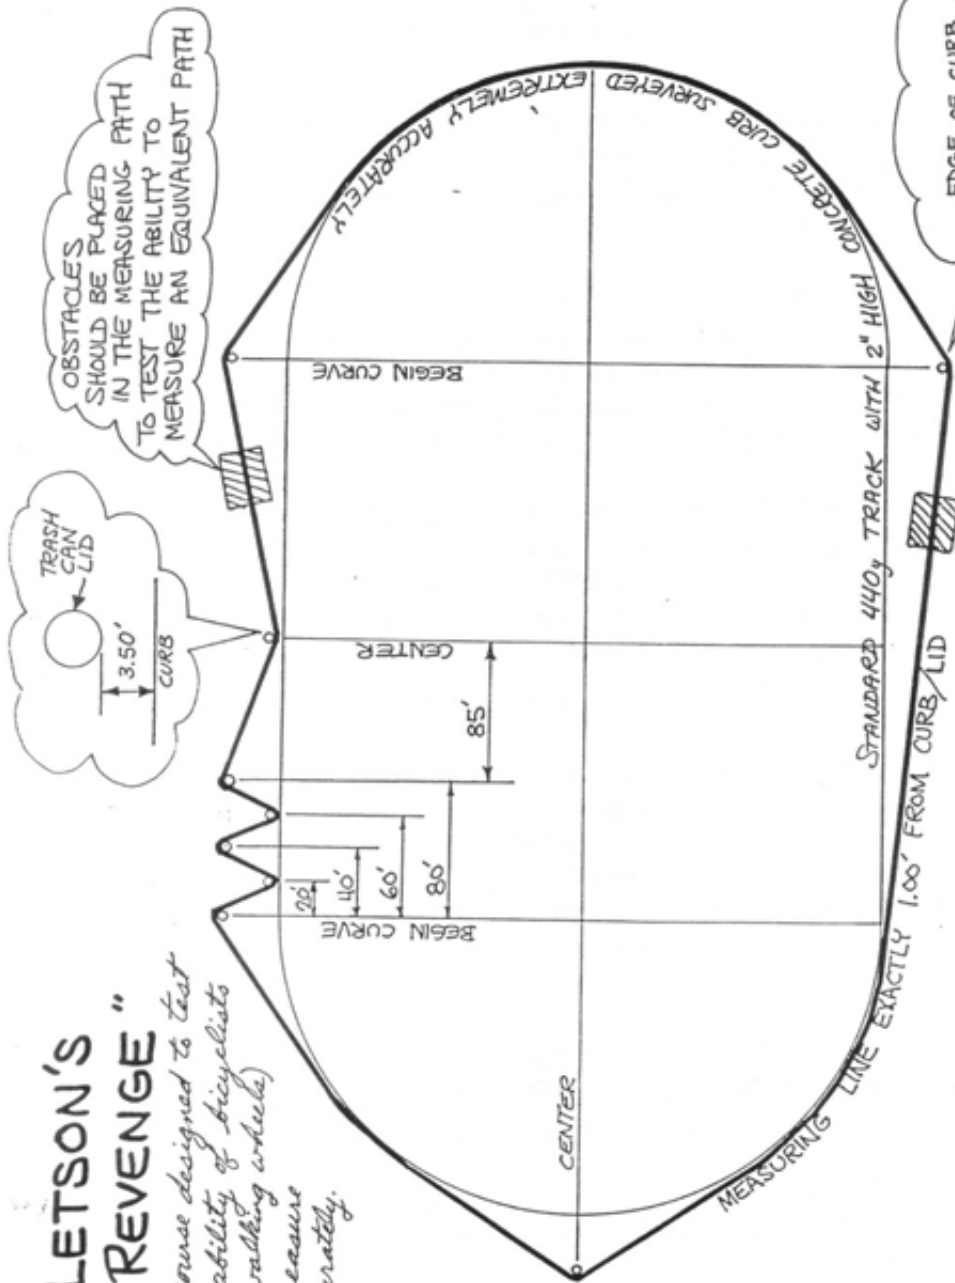 LETSON'S
REVENGE"
ourse designed to test
ability of bicyclists
walking wheels)
easure
rately.
TRASH
CAN
LID
3.50'
CURB
OBSTACLES
SHOULD BE PLACED
IN THE MEASURING PATH
TO TEST THE ABILITY TO
MEASURE AN EQUIVALENT PATH
BEGIN CURVE
20'
40'
60'
80'
85'
CENTER
BEGIN CURVE
CENTER
EXTREMELY ACCURATELY
STANDARD 440y TRACK WITH 2" HIGH CONCRETE CURB SURVEYED
MEASURING LINE EXACTLY 1.00' FROM CURB/LID
EDGE OF CURB